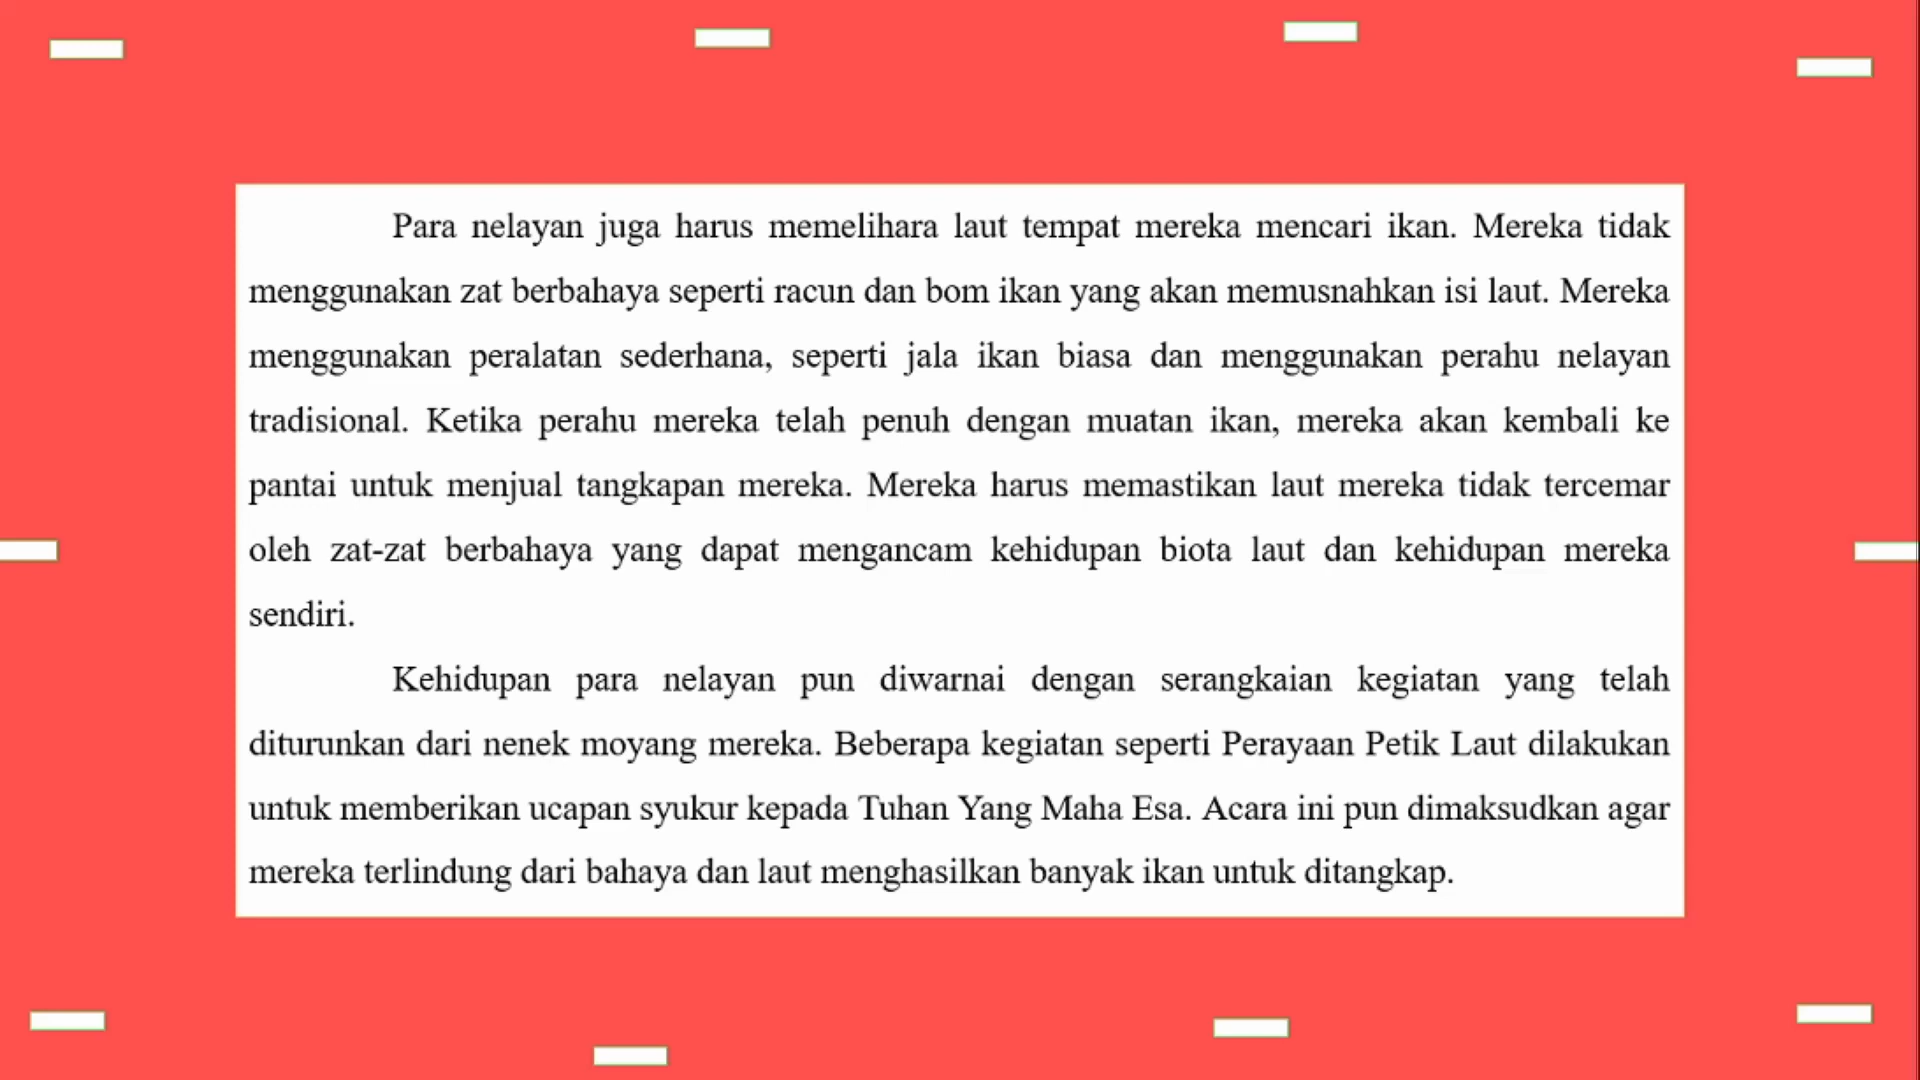 Para nelayan juga harus memelihara laut tempat mereka mencari ikan. Mereka tidak
menggunakan zat berbahaya seperti racun dan bom ikan yang akan memusnahkan isi laut. Mereka
menggunakan peralatan sederhana, seperti jala ikan biasa dan menggunakan perahu nelayan
tradisional. Ketika perahu mereka telah penuh dengan muatan ikan, mereka akan kembali ke
pantai untuk menjual tangkapan mereka. Mereka harus memastikan laut mereka tidak tercemar
oleh zat-zat berbahaya yang dapat mengancam kehidupan biota laut dan kehidupan mereka
sendiri.
Kehidupan para nelayan pun diwarnai dengan serangkaian kegiatan yang telah
diturunkan dari nenek moyang mereka. Beberapa kegiatan seperti Perayaan Petik Laut dilakukan
untuk memberikan ucapan syukur kepada Tuhan Yang Maha Esa. Acara ini pun dimaksudkan agar
mereka terlindung dari bahaya dan laut menghasilkan banyak ikan untuk ditangkap.